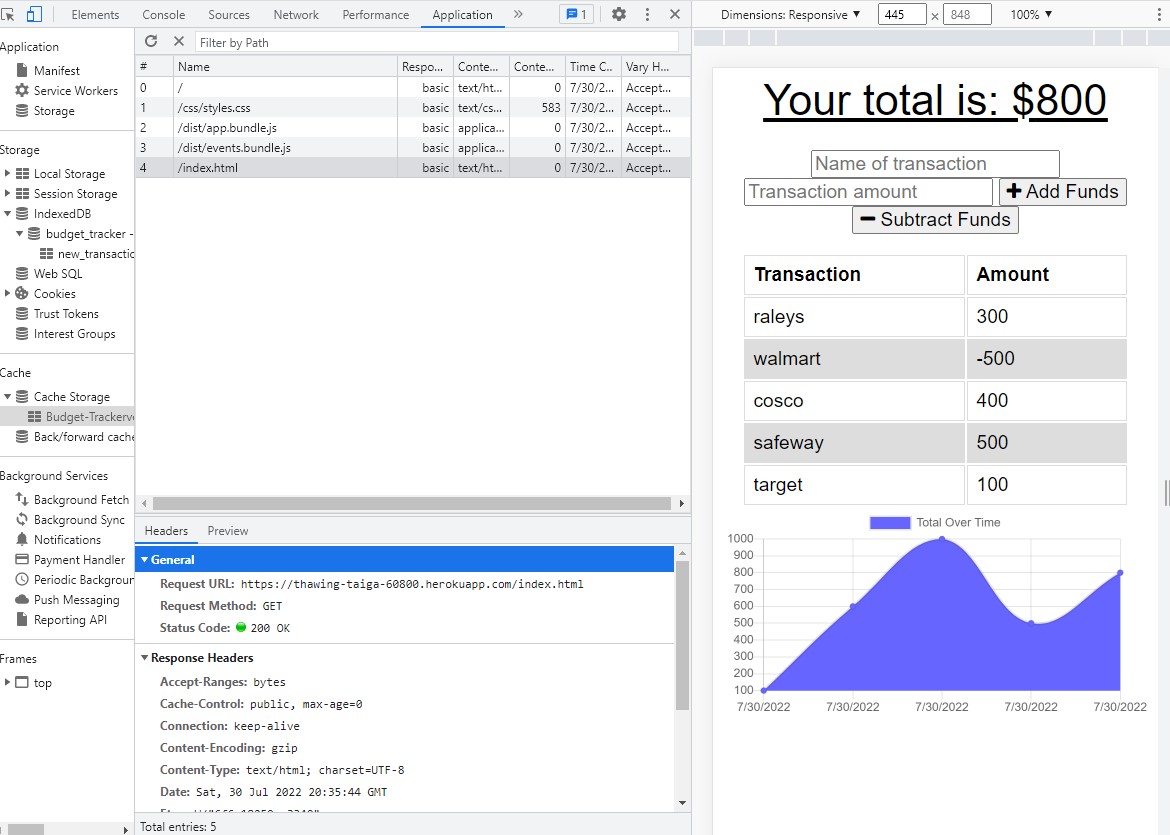 Elements Console Sources Network Performance Application » 1
Dimensions: Responsive ▼ 445 × 848 100% ▼
Application
Manifest
Service Workers
Storage
Storage
Local Storage
Session Storage
IndexedDB
budget_tracker -
new_transactic
Web SQL
Cookies
Trust Tokens
Interest Groups
Cache
Cache Storage
Budget-Trackerv
Back/forward cache
Background Services
Background Fetch
Background Sync
Notifications
Payment Handler
Periodic Backgroun
Push Messaging
Reporting API
Frames
top
Filter by Path
# Name Respo... Conte... Conte... Time C... Vary H...
0 / basic text/ht... 0 7/30/2... Accept...
1 /css/styles.css basic text/cs... 583 7/30/2... Accept...
2 /dist/app.bundle.js basic applica... 0 7/30/2... Accept...
3 /dist/events.bundle.js basic applica... 0 7/30/2... Accept...
4 /index.html basic text/ht... 0 7/30/2... Accept...
Headers Preview
General
Request URL: https://thawing-taiga-60800.herokuapp.com/index.html
Request Method: GET
Status Code: 200 OK
Response Headers
Accept-Ranges: bytes
Cache-Control: public, max-age=0
Connection: keep-alive
Content-Encoding: gzip
Content-Type: text/html; charset=UTF-8
Date: Sat, 30 Jul 2022 20:35:44 GMT
Total entries: 5
Your total is: $800
Name of transaction
Transaction amount + Add Funds
− Subtract Funds
Transaction Amount
raleys 300
walmart -500
cosco 400
safeway 500
target 100
Total Over Time
1000
900
800
700
600
500
400
300
200
100
7/30/2022 7/30/2022 7/30/2022 7/30/2022 7/30/2022